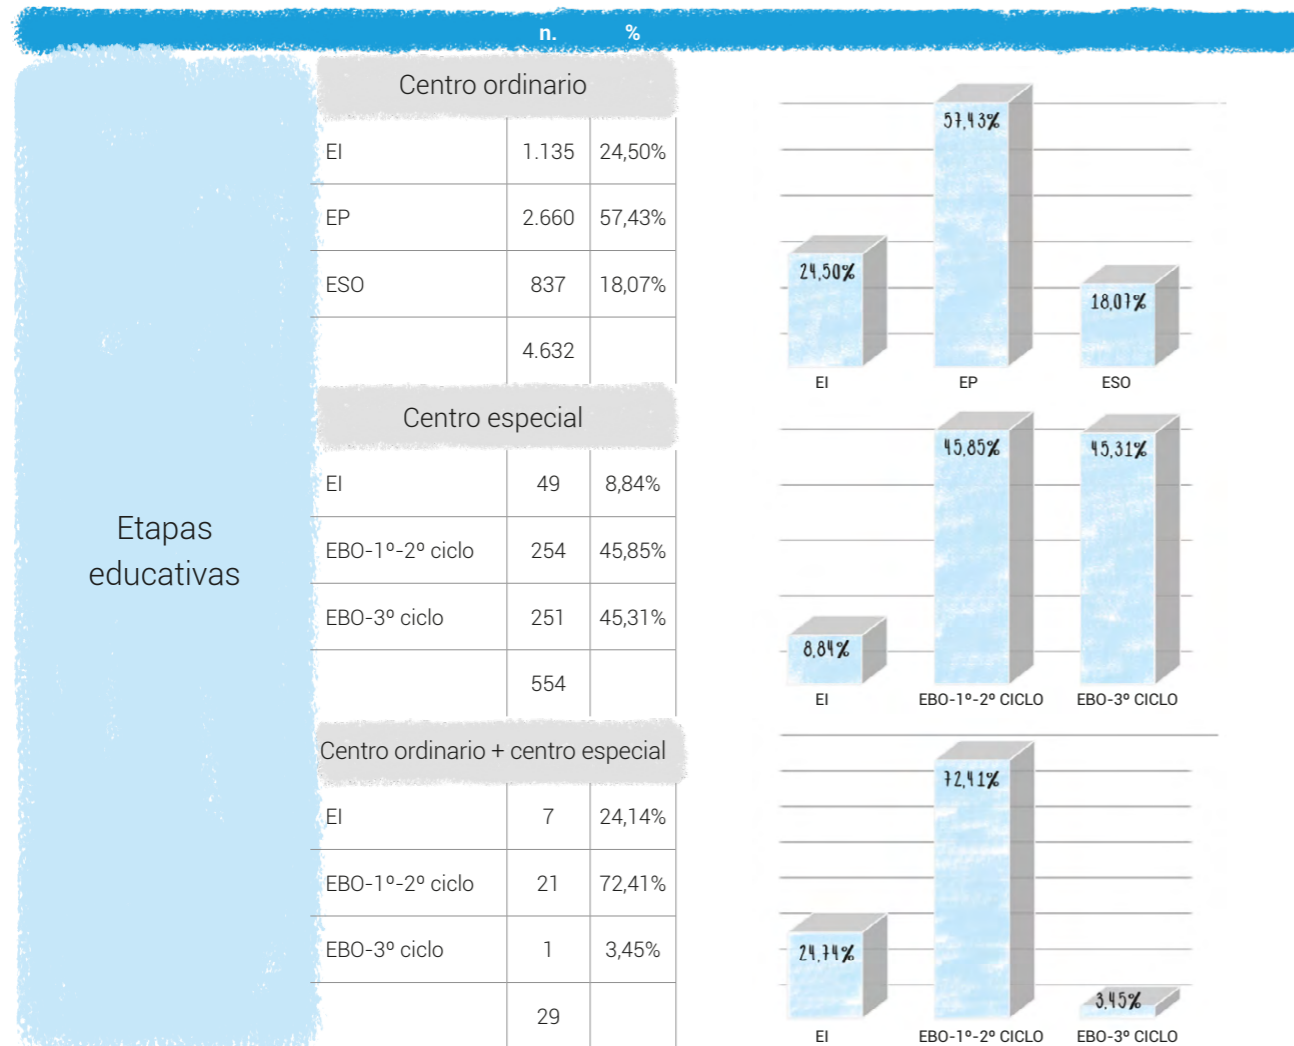 n. %
Etapas
educativas
Centro ordinario
EI 1.135 24,50%
EP 2.660 57,43%
ESO 837 18,07%
4.632
Centro especial
EI 49 8,84%
EBO-1º-2º ciclo 254 45,85%
EBO-3º ciclo 251 45,31%
554
Centro ordinario + centro especial
EI 7 24,14%
EBO-1º-2º ciclo 21 72,41%
EBO-3º ciclo 1 3,45%
29
24,50% 57,43% 18,07%
EI EP ESO
8,84% 45,85% 45,31%
EI EBO-1º-2º CICLO EBO-3º CICLO
24,74% 72,41% 3,45%
EI EBO-1º-2º CICLO EBO-3º CICLO